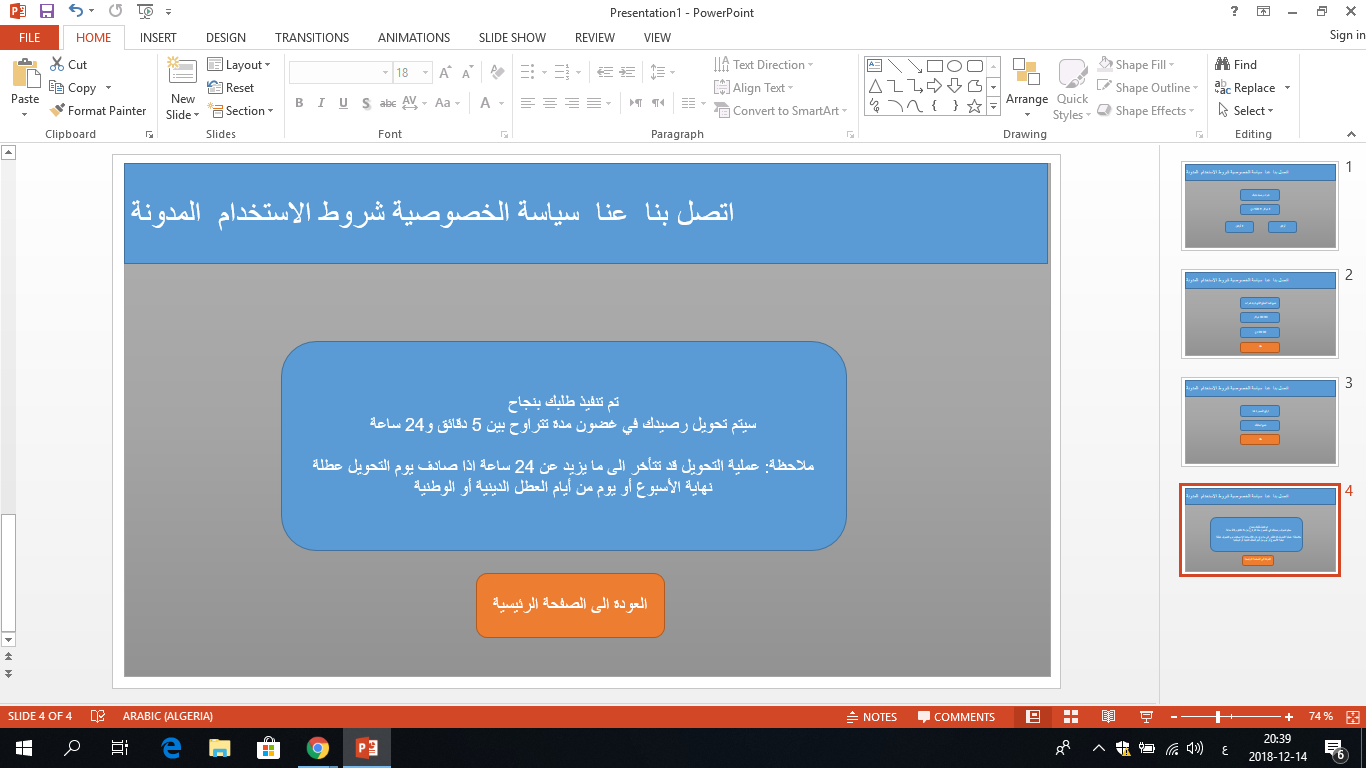 Presentation1 - PowerPoint
Sign in
FILE HOME INSERT DESIGN TRANSITIONS ANIMATIONS SLIDE SHOW REVIEW VIEW
Paste
Cut
Copy
Format Painter
Clipboard
New Slide
Layout
Reset
Section
Slides
18
Font
Text Direction
Align Text
Convert to SmartArt
Paragraph
Arrange
Quick Styles
Shape Fill
Shape Outline
Shape Effects
Drawing
Find
Replace
Select
Editing
اتصل بنا عنا سياسة الخصوصية شروط الاستخدام المدونة
تم تنفيذ طلبك بنجاح
سيتم تحويل رصيدك في غضون مدة تتراوح بين 5 دقائق و24 ساعة
ملاحظة: عملية التحويل قد تتأخر الى ما يزيد عن 24 ساعة اذا صادف يوم التحويل عطلة
نهاية الأسبوع أو يوم من أيام العطل الدينية أو الوطنية
العودة الى الصفحة الرئيسية
1
2
3
4
SLIDE 4 OF 4 ARABIC (ALGERIA) NOTES COMMENTS 74 %
ع
20:39
2018-12-14
6